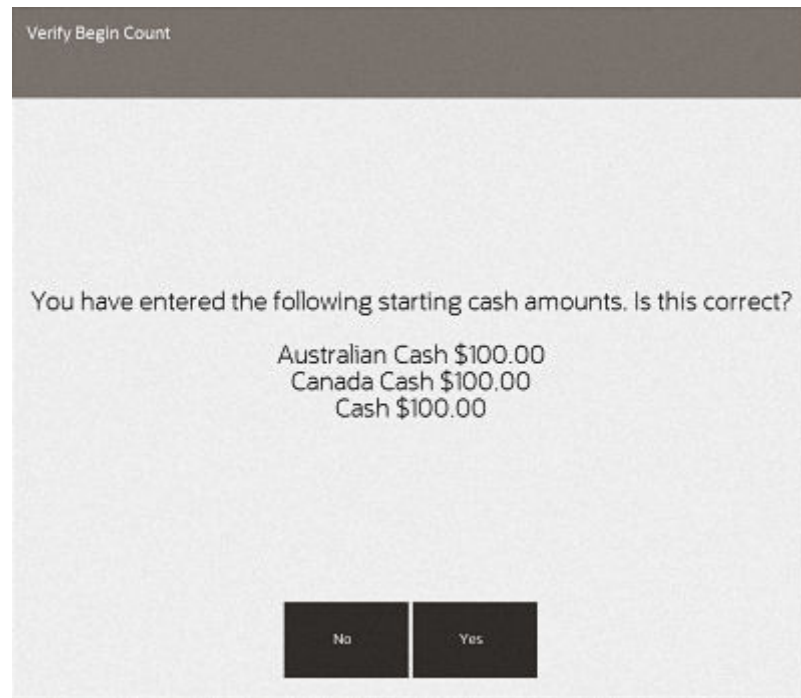 Verify Begin Count
You have entered the following starting cash amounts. Is this correct?
Australian Cash $100.00
Canada Cash $100.00
Cash $100.00
No
Yes